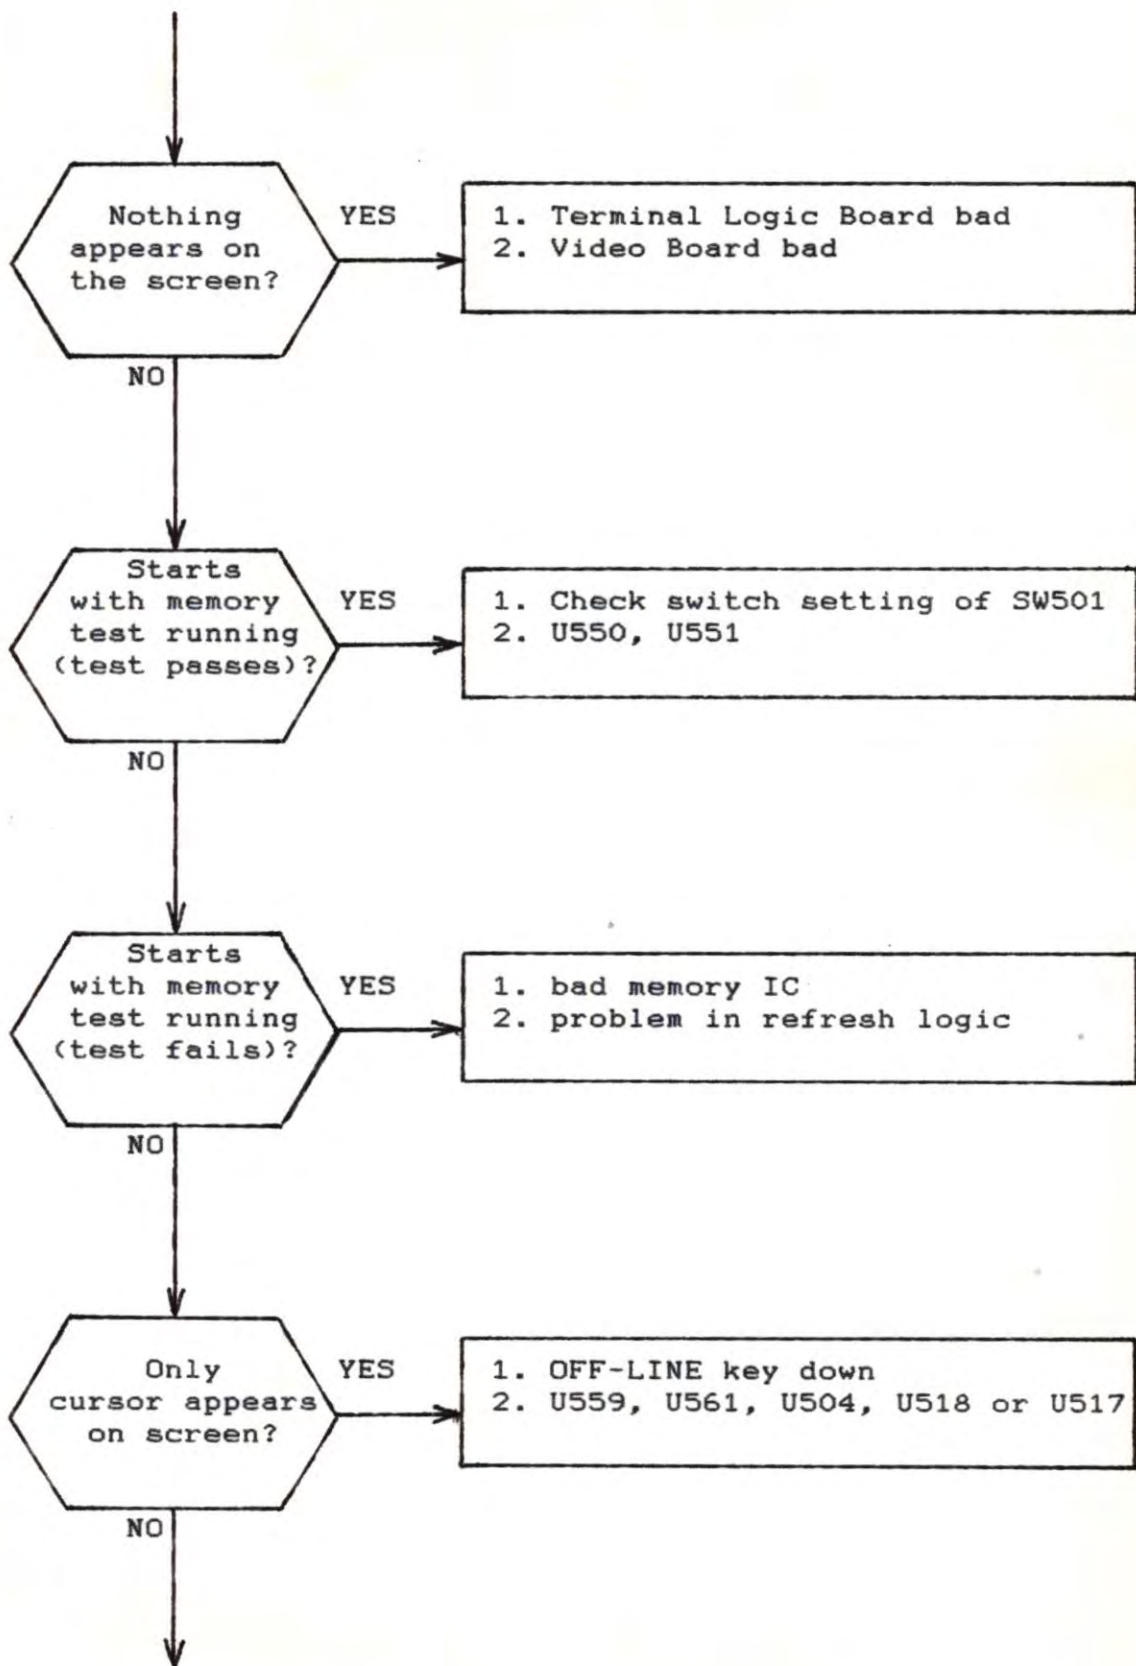 Nothing
appears on
the screen?
YES
1. Terminal Logic Board bad
2. Video Board bad
NO
Starts
with memory
test running
(test passes)?
YES
1. Check switch setting of SW501
2. U550, U551
NO
Starts
with memory
test running
(test fails)?
YES
1. bad memory IC
2. problem in refresh logic
NO
Only
cursor appears
on screen?
YES
1. OFF-LINE key down
2. U559, U561, U504, U518 or U517
NO